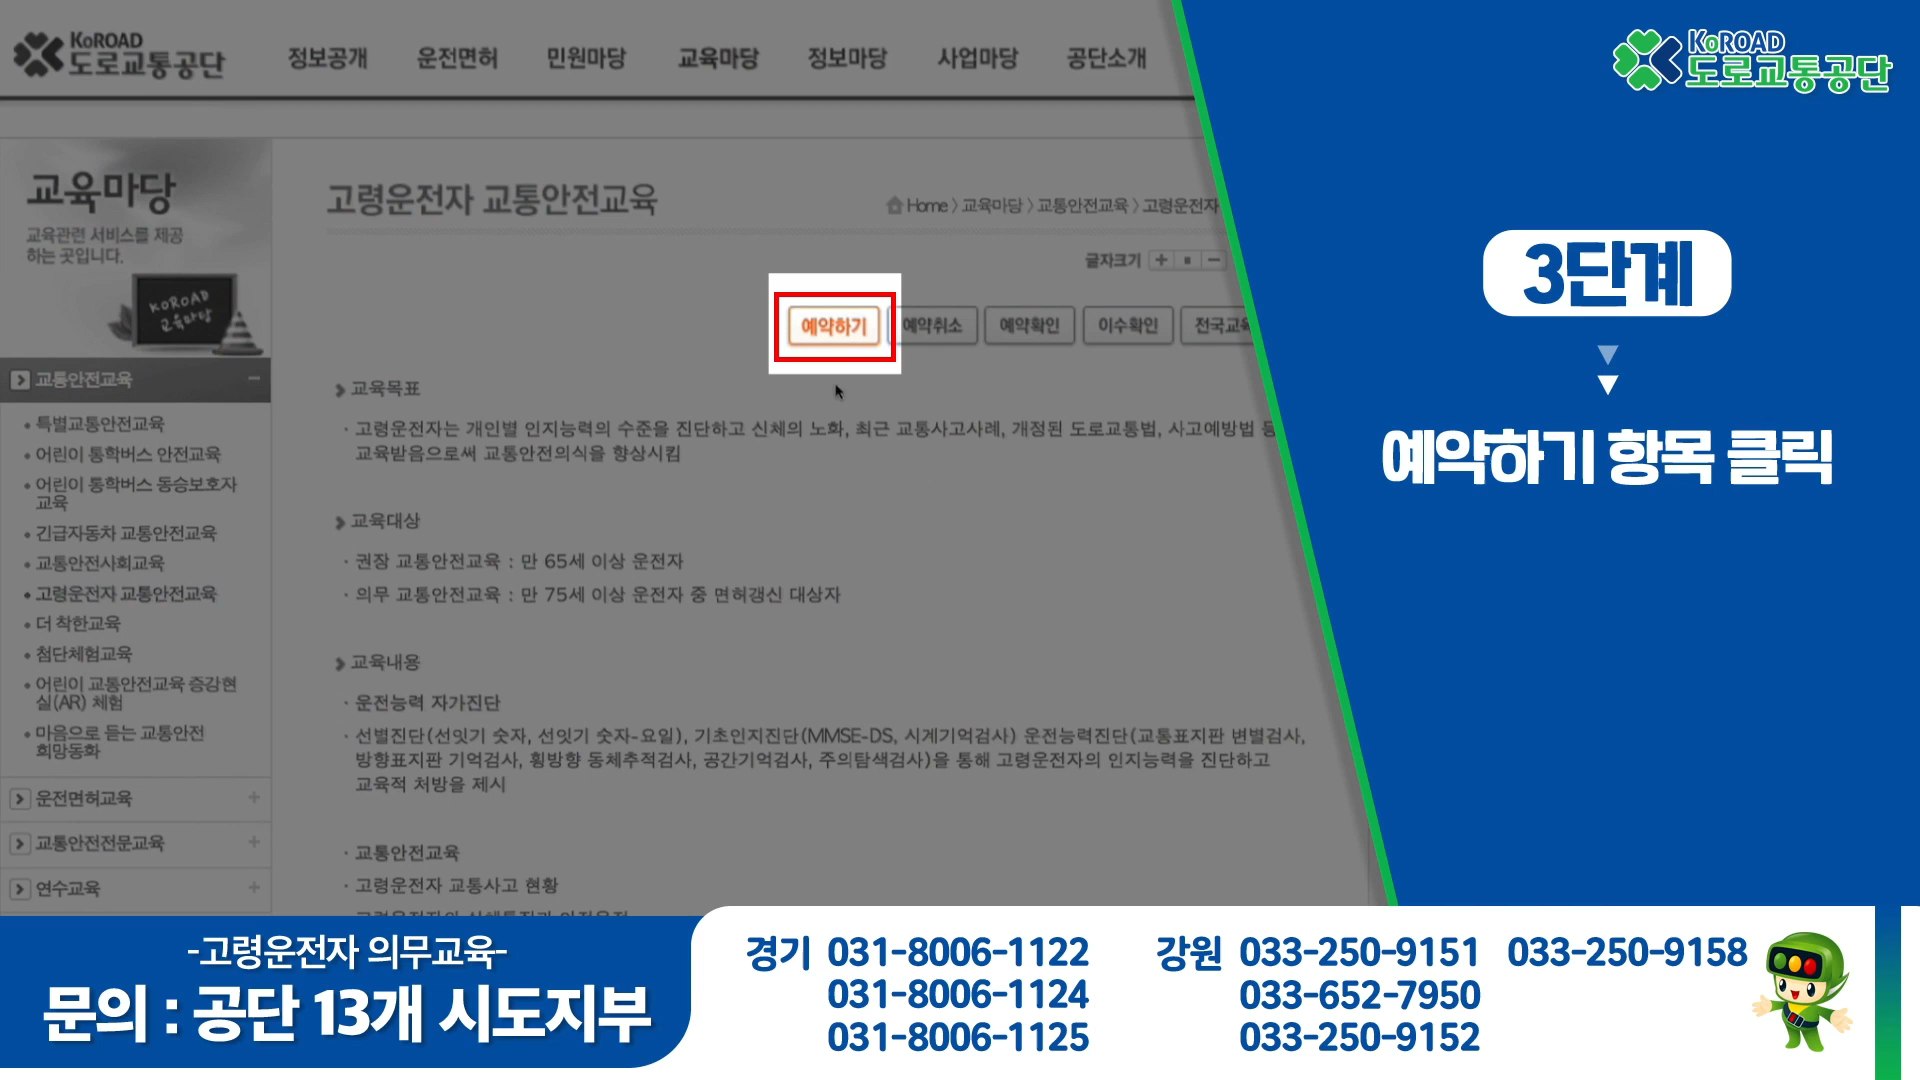 KoROAD
도로교통공단
정보공개 운전면허 민원마당 교육마당 정보마당 사업마당 공단소개
교육마당
교육관련 서비스를 제공
하는 곳입니다.
KOROAD
교육마당
교통안전교육
특별교통안전교육
어린이 통학버스 안전교육
어린이 통학버스 동승보호자
교육
긴급자동차 교통안전교육
교통안전사회교육
고령운전자 교통안전교육
더 착한교육
첨단체험교육
어린이 교통안전교육 증강현
실(AR) 체험
마음으로 듣는 교통안전
희망동화
운전면허교육
교통안전전문교육
연수교육
고령운전자 교통안전교육
Home > 교육마당 > 교통안전교육 > 고령운전자
글자크기
예약하기 예약취소 예약확인 이수확인 전국교육
교육목표
· 고령운전자는 개인별 인지능력의 수준을 진단하고 신체의 노화, 최근 교통사고사례, 개정된 도로교통법, 사고예방법 등
교육받음으로써 교통안전의식을 향상시킴
교육대상
· 권장 교통안전교육 : 만 65세 이상 운전자
· 의무 교통안전교육 : 만 75세 이상 운전자 중 면허갱신 대상자
교육내용
· 운전능력 자가진단
· 선별진단(선잇기 숫자, 선잇기 숫자-요일), 기초인지진단(MMSE-DS, 시계기억검사) 운전능력진단(교통표지판 변별검사,
방향표지판 기억검사, 횡방향 동체추적검사, 공간기억검사, 주의탐색검사)을 통해 고령운전자의 인지능력을 진단하고
교육적 처방을 제시
· 교통안전교육
· 고령운전자 교통사고 현황
KoROAD
도로교통공단
3단계
예약하기 항목 클릭
-고령운전자 의무교육-
문의 : 공단 13개 시도지부
경기 031-8006-1122
031-8006-1124
031-8006-1125
강원 033-250-9151 033-250-9158
033-652-7950
033-250-9152